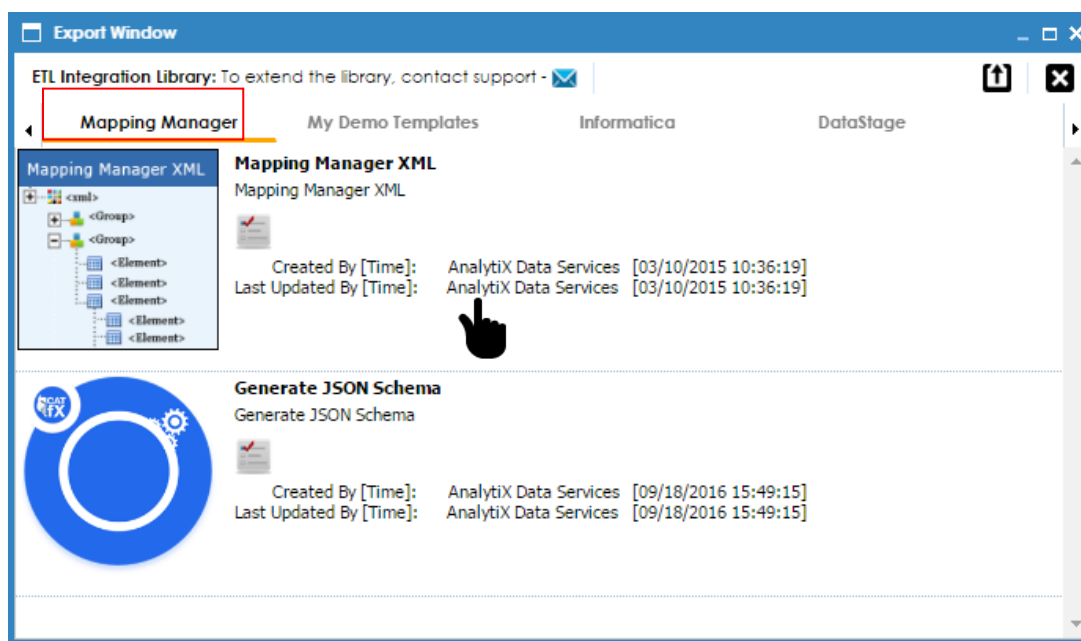 Export Window
ETL Integration Library: To extend the library, contact support -
Mapping Manager My Demo Templates Informatica DataStage
Mapping Manager XML
<xml>
<Group>
<Group>
<Element>
<Element>
<Element>
<Element>
<Element>
Mapping Manager XML
Mapping Manager XML
Created By [Time]: AnalytiX Data Services [03/10/2015 10:36:19]
Last Updated By [Time]: AnalytiX Data Services [03/10/2015 10:36:19]
CAT
fX
Generate JSON Schema
Generate JSON Schema
Created By [Time]: AnalytiX Data Services [09/18/2016 15:49:15]
Last Updated By [Time]: AnalytiX Data Services [09/18/2016 15:49:15]